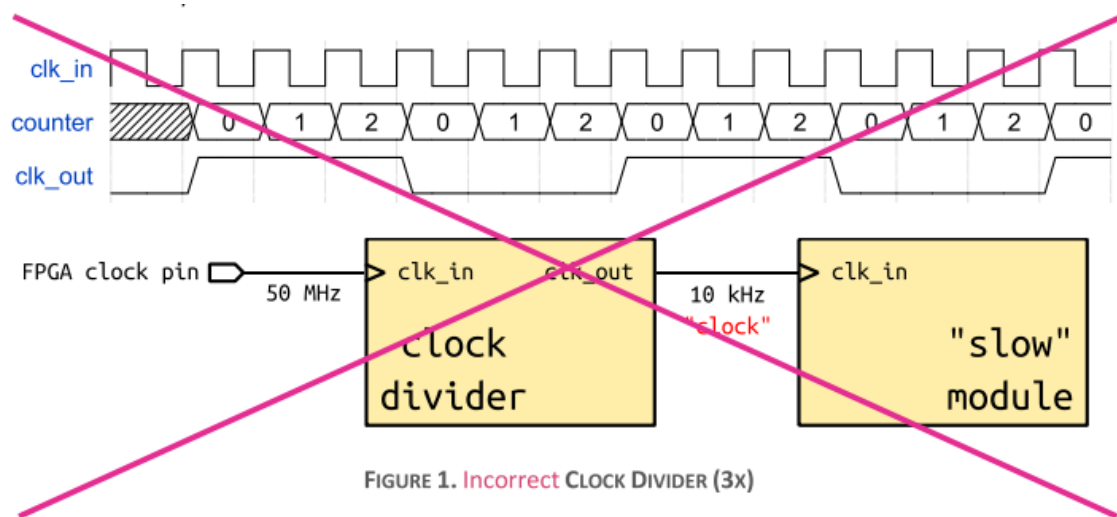 clk_in
counter 0 1 2 0 1 2 0 1 2 0 1 2 0
clk_out
FPGA clock pin clk_in clk_out clk_in
50 MHz 10 kHz
"clock"
clock "slow"
divider module
FIGURE 1. Incorrect CLOCK DIVIDER (3X)